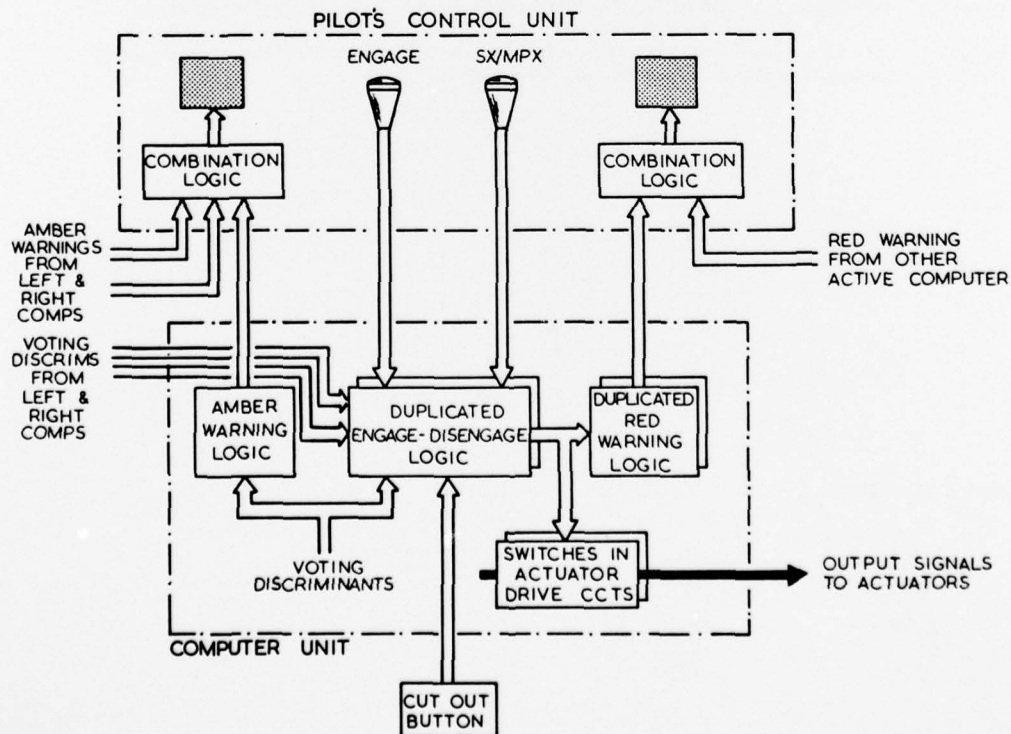 PILOT'S CONTROL UNIT
ENGAGE
SX/MPX
COMBINATION
LOGIC
COMBINATION
LOGIC
AMBER
WARNINGS
FROM
LEFT &
RIGHT
COMPS
RED WARNING
FROM OTHER
ACTIVE COMPUTER
VOTING
DISCRIMS
FROM
LEFT &
RIGHT
COMPS
AMBER
WARNING
LOGIC
DUPLICATED
ENGAGE-DISENGAGE
LOGIC
DUPLICATED
RED
WARNING
LOGIC
VOTING
DISCRIMINANTS
SWITCHES IN
ACTUATOR
DRIVE CCTS
OUTPUT SIGNALS
TO ACTUATORS
COMPUTER UNIT
CUT OUT
BUTTON